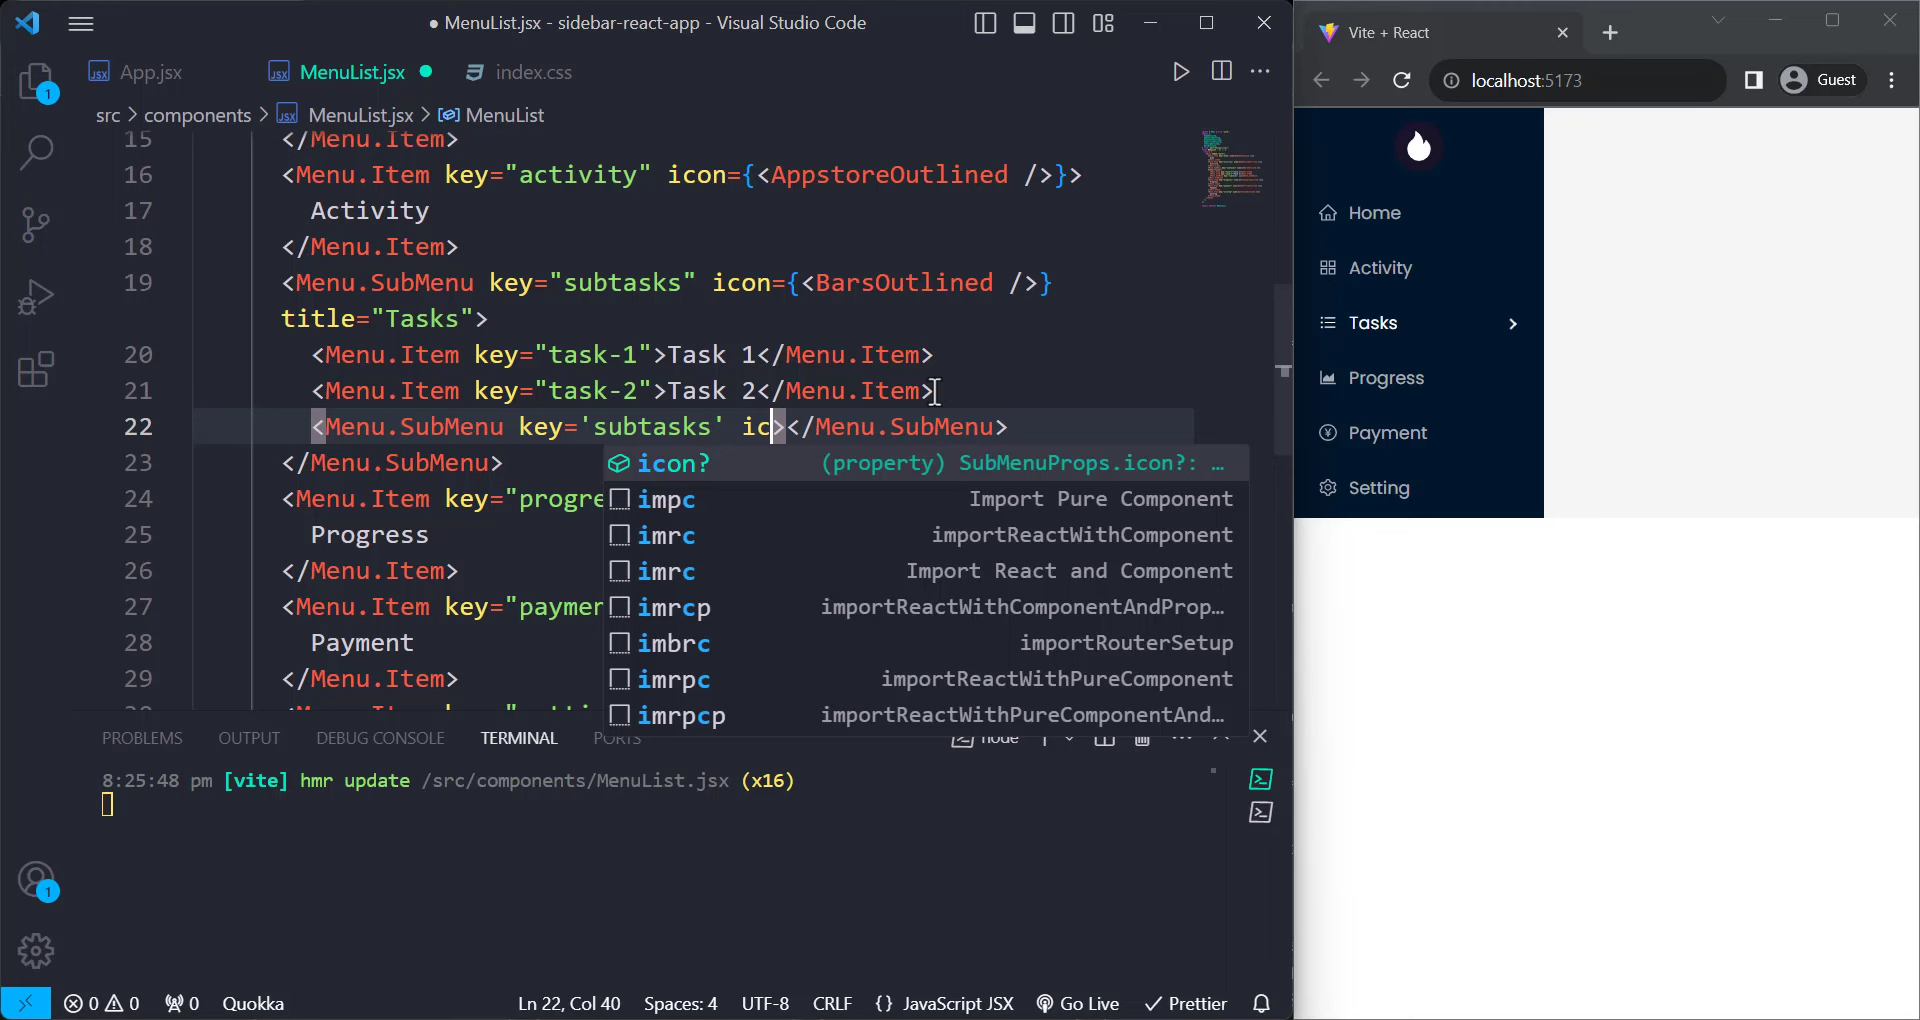 MenuList.jsx - sidebar-react-app - Visual Studio Code
App.jsx
MenuList.jsx
index.css
src > components > MenuList.jsx > MenuList
15 </Menu.Item>
16 <Menu.Item key="activity" icon={<AppstoreOutlined />}>
17 Activity
18 </Menu.Item>
19 <Menu.SubMenu key="subtasks" icon={<BarsOutlined />}
title="Tasks">
20 <Menu.Item key="task-1">Task 1</Menu.Item>
21 <Menu.Item key="task-2">Task 2</Menu.Item>
22 <Menu.SubMenu key='subtasks' ic></Menu.SubMenu>
23 </Menu.SubMenu>
24 <Menu.Item key="progre
25 Progress
26 </Menu.Item>
27 <Menu.Item key="paymen
28 Payment
29 </Menu.Item>
icon? (property) SubMenuProps.icon?: …
impc Import Pure Component
imrc importReactWithComponent
imrc Import React and Component
imrcp importReactWithComponentAndProp…
imbrc importRouterSetup
imrpc importReactWithPureComponent
imrpcp importReactWithPureComponentAnd…
PROBLEMS OUTPUT DEBUG CONSOLE TERMINAL PORTS
node
8:25:48 pm [vite] hmr update /src/components/MenuList.jsx (x16)
1
1
0 0 0 Quokka Ln 22, Col 40 Spaces: 4 UTF-8 CRLF {} JavaScript JSX Go Live Prettier
Vite + React
localhost:5173
Guest
Home
Activity
Tasks
Progress
Payment
Setting